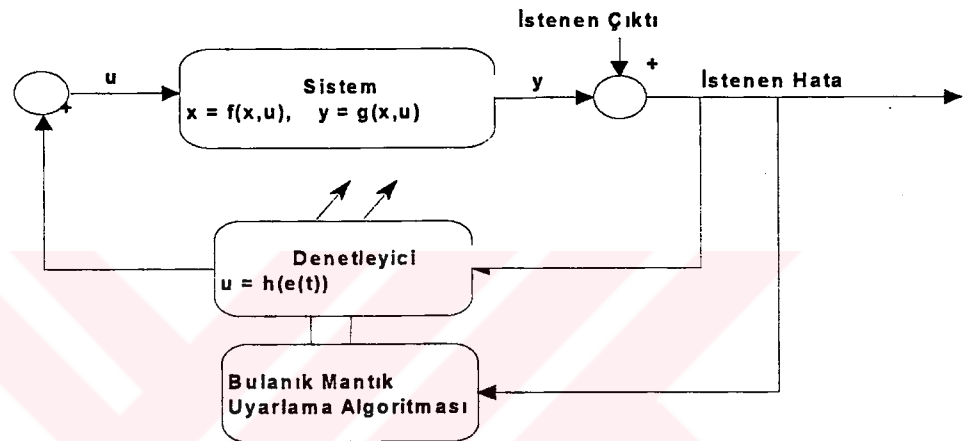 İstenen Çıktı
+
u
Sistem
x = f(x,u), y = g(x,u)
y
İstenen Hata
+
Denetleyici
u = h(e(t))
Bulanık Mantık
Uyarlama Algoritması